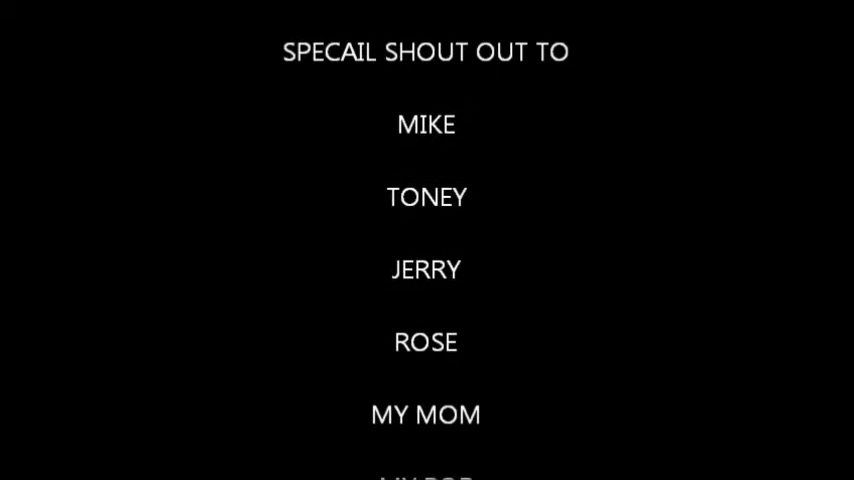 SPECAIL SHOUT OUT TO
MIKE
TONEY
JERRY
ROSE
MY MOM